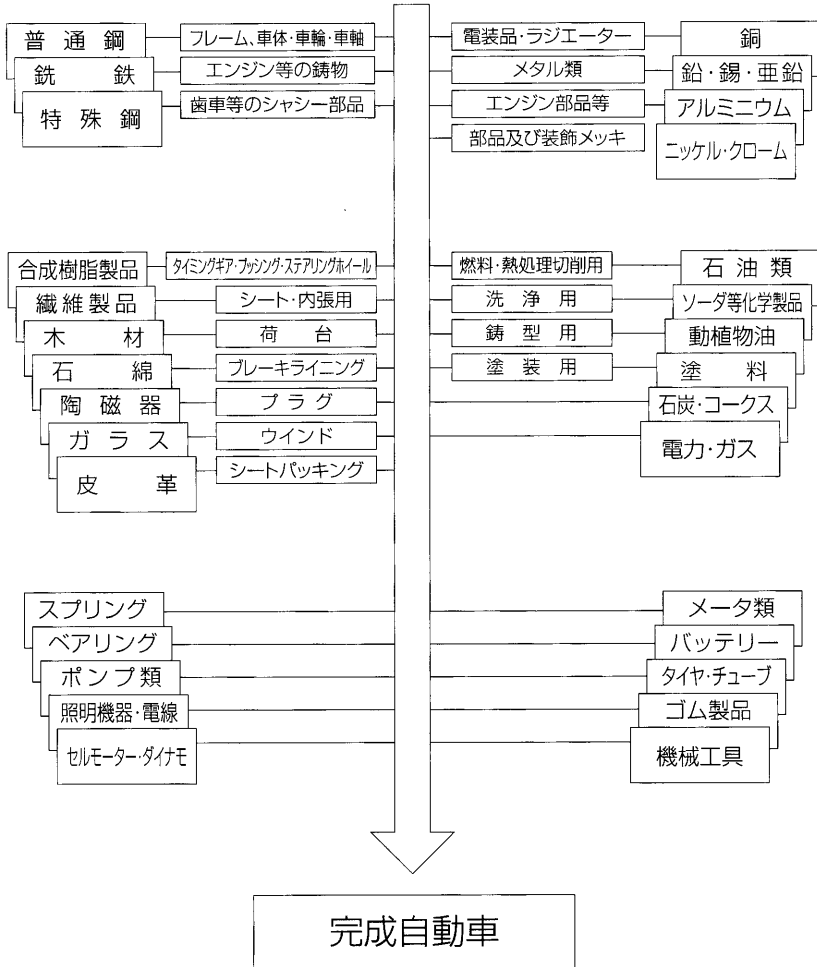 普通鋼 フレーム、車体・車輪・車軸 電装品・ラジエーター 銅
銑鉄 エンジン等の鋳物 メタル類 鉛・錫・亜鉛
特殊鋼 歯車等のシャシー部品 エンジン部品等 アルミニウム
部品及び装飾メッキ ニッケル・クローム
合成樹脂製品 タイミングギア・ブッシング・ステアリングホイール 燃料・熱処理切削用 石油類
繊維製品 シート・内張用 洗浄用 ソーダ等化学製品
木材 荷台 鋳型用 動植物油
石綿 ブレーキライニング 塗装用 塗料
陶磁器 プラグ 石炭・コークス
ガラス ウインド 電力・ガス
皮革 シートパッキング
スプリング メータ類
ベアリング バッテリー
ポンプ類 タイヤ・チューブ
照明機器・電線 ゴム製品
セルモーター・ダイナモ 機械工具
完成自動車